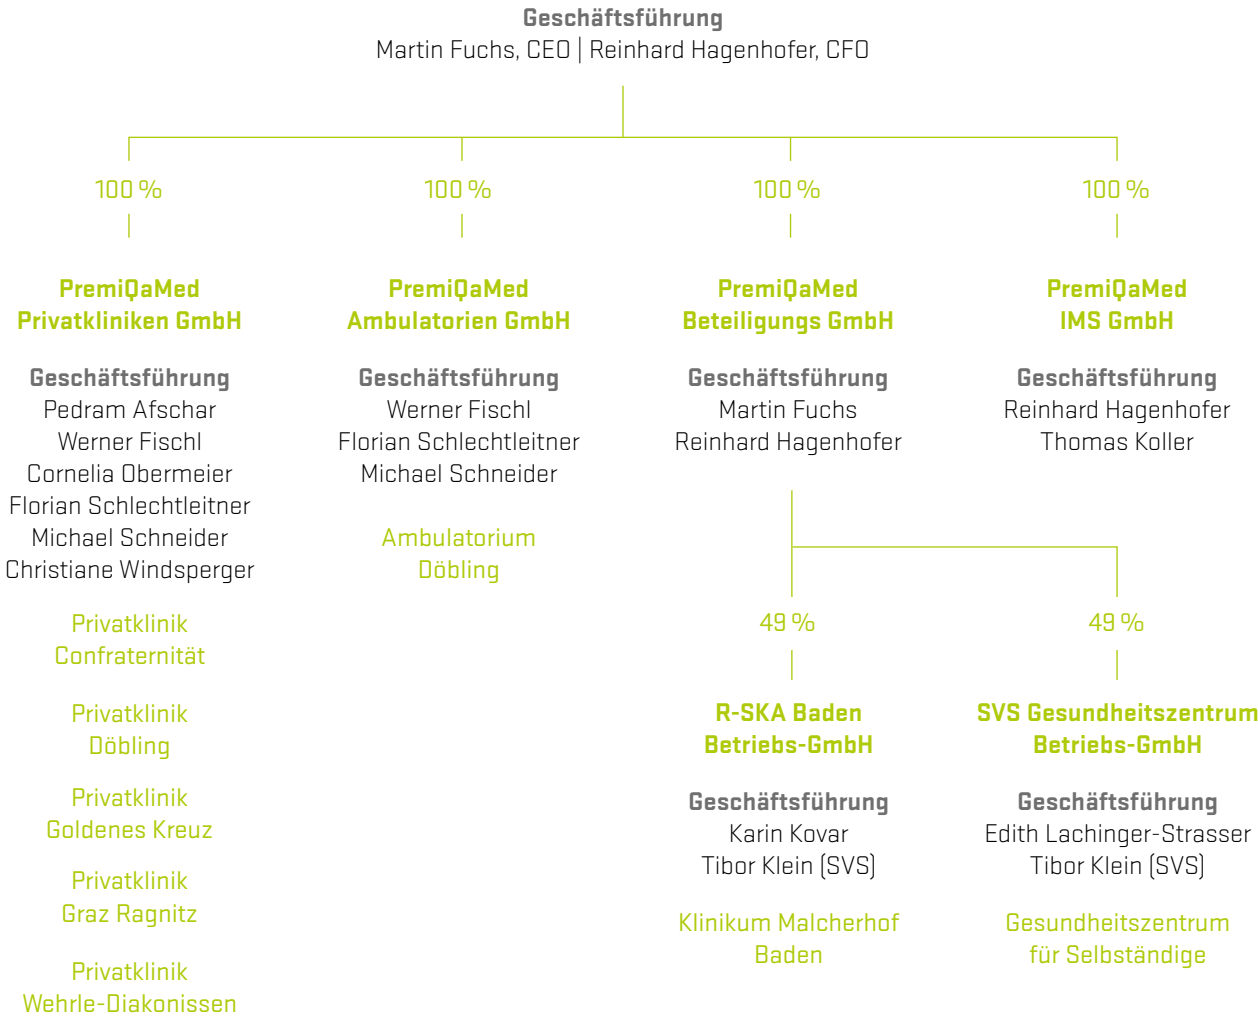 Geschäftsführung
Martin Fuchs, CEO | Reinhard Hagenhofer, CFO
100 %
100 %
100 %
100 %
PremiQaMed
Privatkliniken GmbH
Geschäftsführung
Pedram Afschar
Werner Fischl
Cornelia Obermeier
Florian Schlechtleitner
Michael Schneider
Christiane Windsperger
Privatklinik
Confraternität
Privatklinik
Döbling
Privatklinik
Goldenes Kreuz
Privatklinik
Graz Ragnitz
Privatklinik
Wehrle-Diakonissen
PremiQaMed
Ambulatorien GmbH
Geschäftsführung
Werner Fischl
Florian Schlechtleitner
Michael Schneider
Ambulatorium
Döbling
PremiQaMed
Beteiligungs GmbH
Geschäftsführung
Martin Fuchs
Reinhard Hagenhofer
PremiQaMed
IMS GmbH
Geschäftsführung
Reinhard Hagenhofer
Thomas Koller
49 %
49 %
R-SKA Baden
Betriebs-GmbH
Geschäftsführung
Karin Kovar
Tibor Klein (SVS)
Klinikum Malcherhof
Baden
SVS Gesundheitszentrum
Betriebs-GmbH
Geschäftsführung
Edith Lachinger-Strasser
Tibor Klein (SVS)
Gesundheitszentrum
für Selbständige